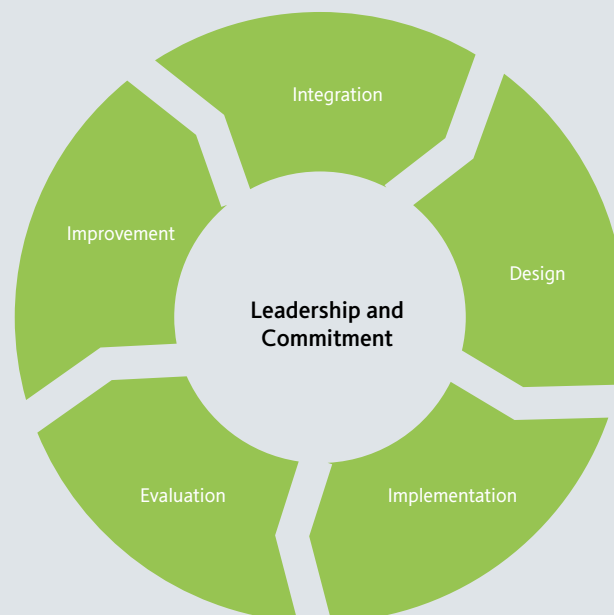 Integration
Design
Implementation
Evaluation
Improvement
Leadership and
Commitment